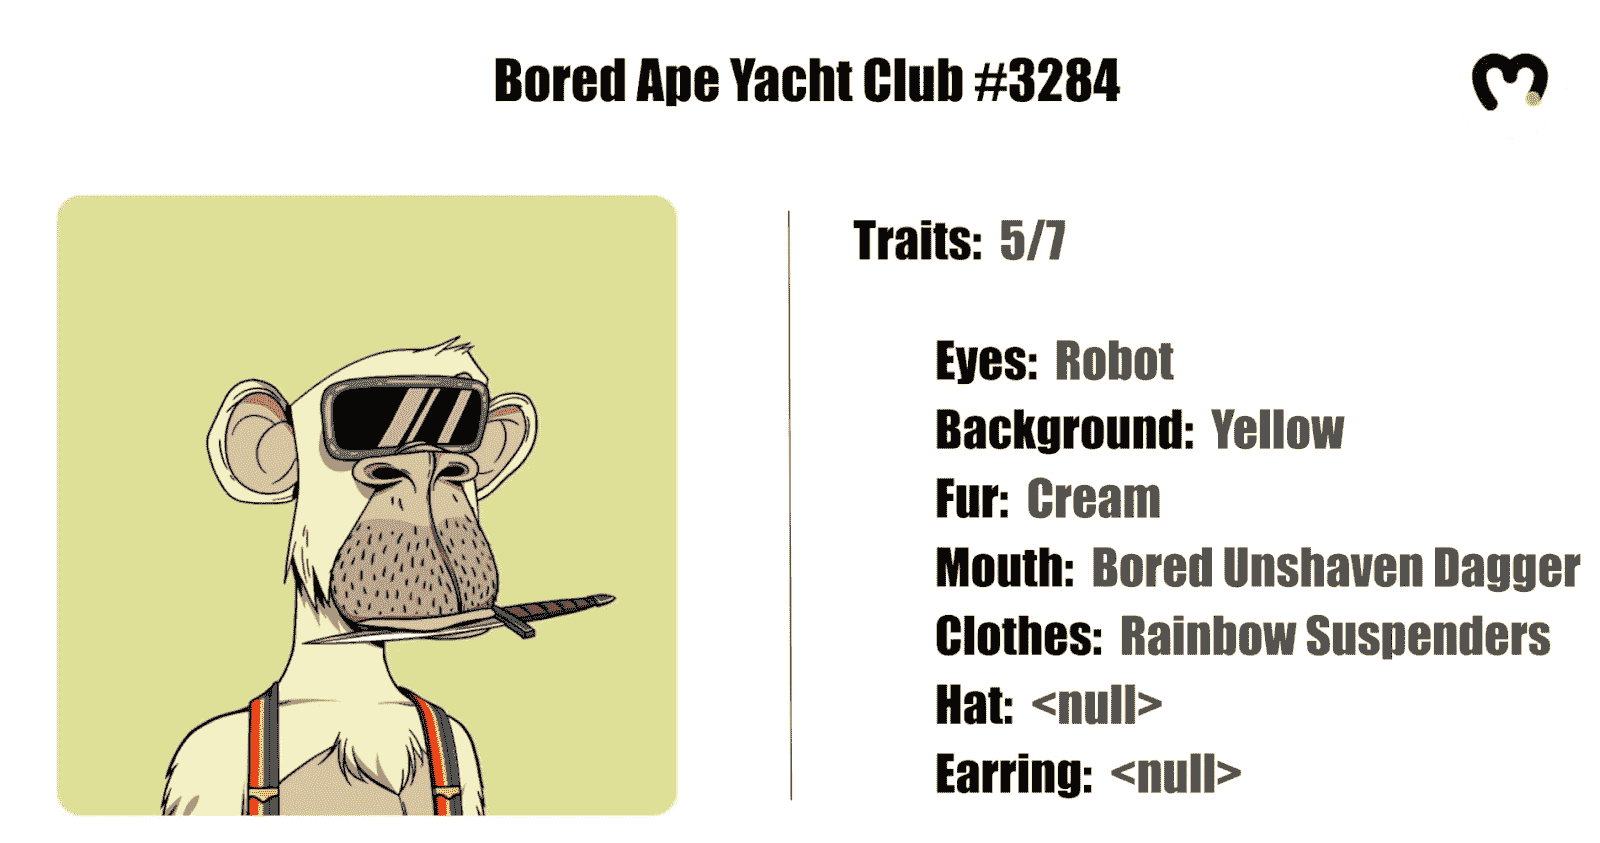 Bored Ape Yacht Club #3284
Traits: 5/7
Eyes: Robot
Background: Yellow
Fur: Cream
Mouth: Bored Unshaven Dagger
Clothes: Rainbow Suspenders
Hat: <null>
Earring: <null>